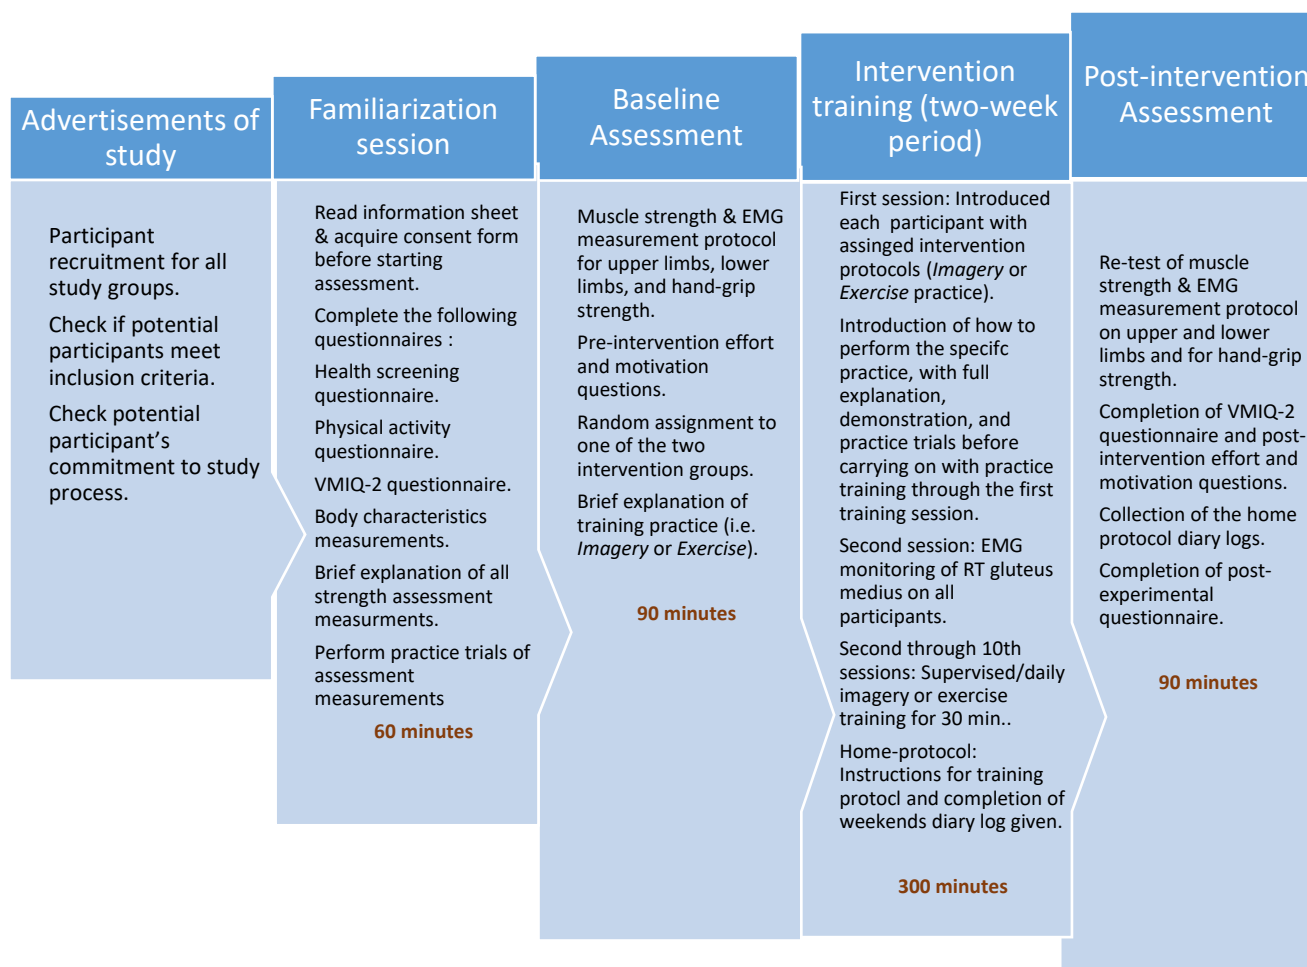 Advertisements of
study
Participant
recruitment for all
study groups.
Check if potential
participants meet
inclusion criteria.
Check potential
participant’s
commitment to study
process.
Familiarization
session
Read information sheet
& acquire consent form
before starting
assessment.
Complete the following
questionnaires :
Health screening
questionnaire.
Physical activity
questionnaire.
VMIQ-2 questionnaire.
Body characteristics
measurements.
Brief explanation of all
strength assessment
measurments.
Perform practice trials of
assessment
measurements
60 minutes
Baseline
Assessment
Muscle strength & EMG
measurement protocol
for upper limbs, lower
limbs, and hand-grip
strength.
Pre-intervention effort
and motivation
questions.
Random assignment to
one of the two
intervention groups.
Brief explanation of
training practice (i.e.
Imagery or Exercise).
90 minutes
Intervention
training (two-week
period)
First session: Introduced
each participant with
assinged intervention
protocols (Imagery or
Exercise practice).
Introduction of how to
perform the specifc
practice, with full
explanation,
demonstration, and
practice trials before
carrying on with practice
training through the first
training session.
Second session: EMG
monitoring of RT gluteus
medius on all
participants.
Second through 10th
sessions: Supervised/daily
imagery or exercise
training for 30 min..
Home-protocol:
Instructions for training
protocl and completion of
weekends diary log given.
300 minutes
Post-intervention
Assessment
Re-test of muscle
strength & EMG
measurement protocol
on upper and lower
limbs and for hand-grip
strength.
Completion of VMIQ-2
questionnaire and post-
intervention effort and
motivation questions.
Collection of the home
protocol diary logs.
Completion of post-
experimental
questionnaire.
90 minutes